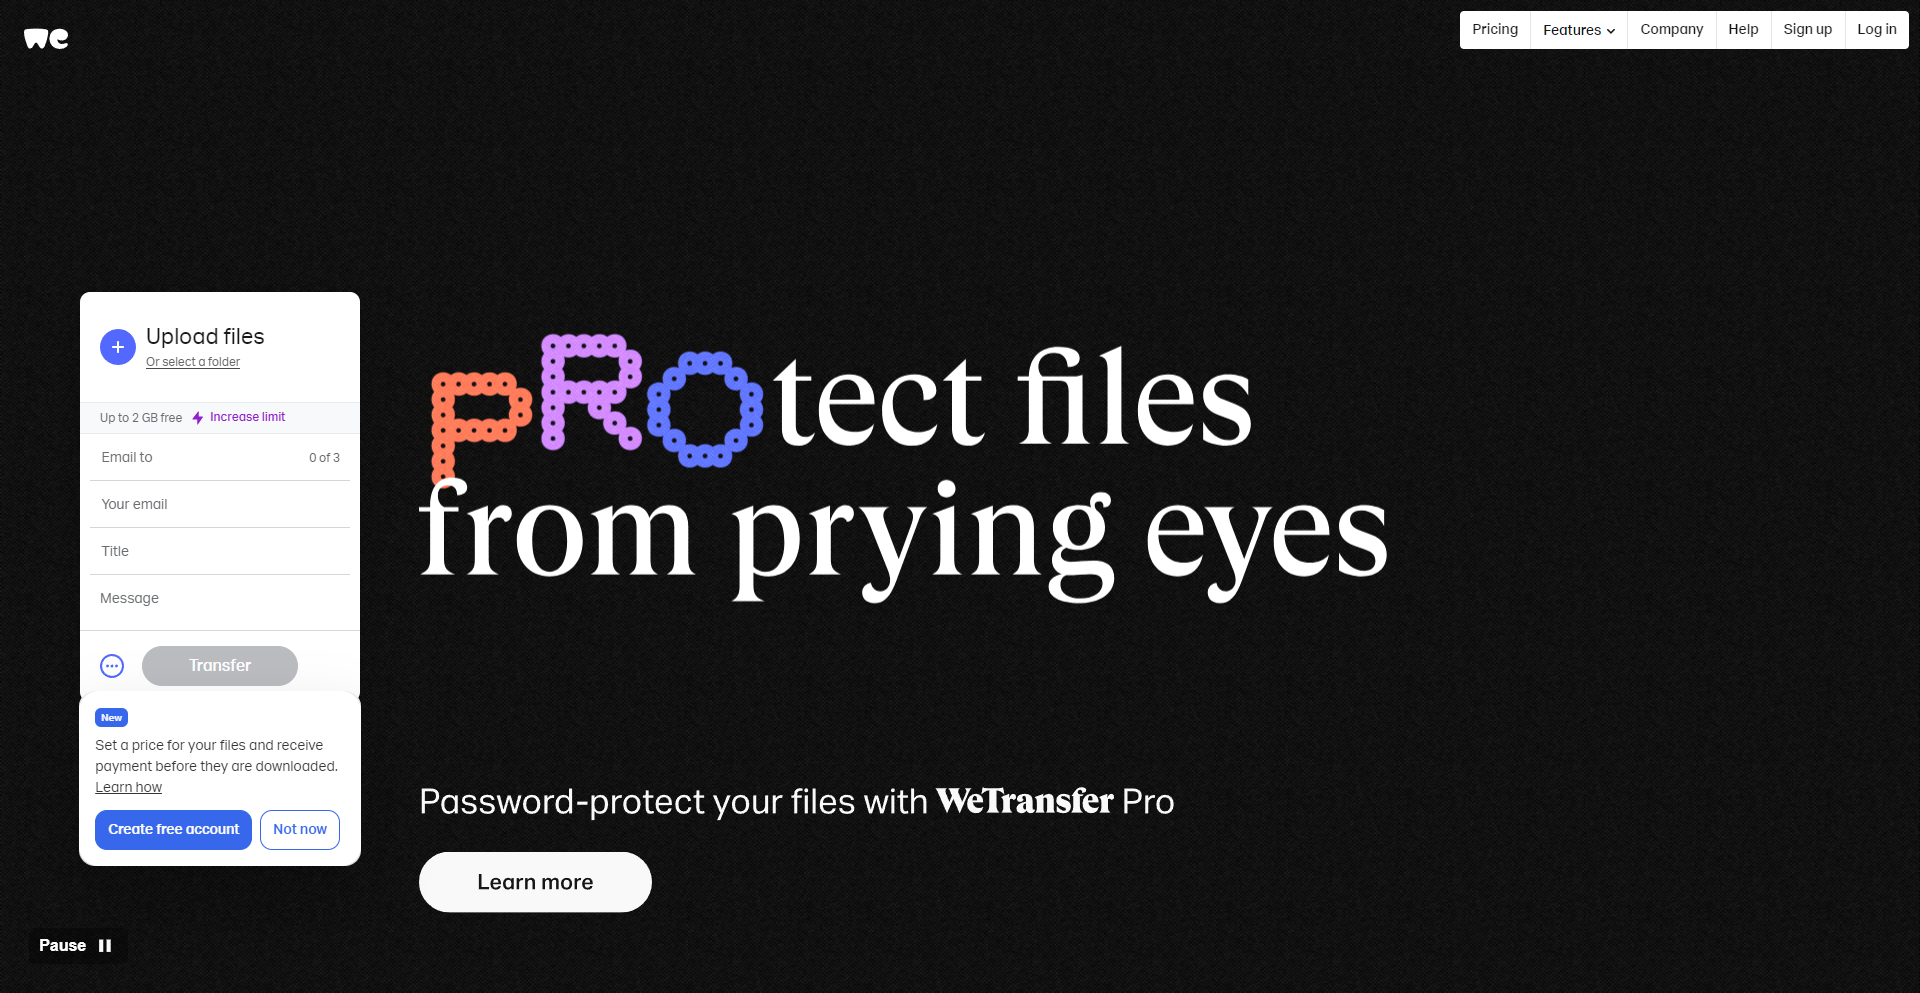 we
Pricing
Features
Company
Help
Sign up
Log in
Upload files
Or select a folder
Up to 2 GB free
Increase limit
Email to
0 of 3
Your email
Title
Message
Transfer
New
Set a price for your files and receive
payment before they are downloaded.
Learn how
Create free account
Not now
pROtect files
from prying eyes
Password-protect your files with WeTransfer Pro
Learn more
Pause